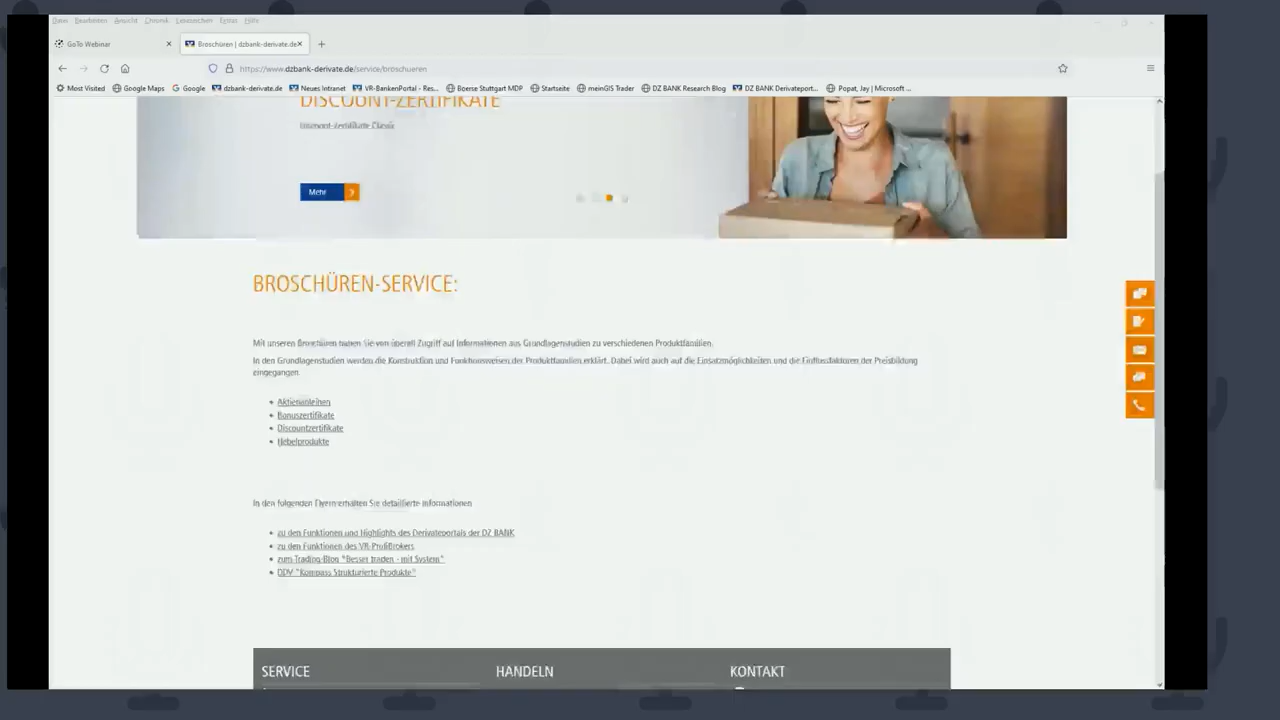 Datei Bearbeiten Ansicht Chronik Lesezeichen Extras Hilfe
GoTo Webinar
Broschüren | dzbank-derivate.de
https://www.dzbank-derivate.de/service/broschueren
Most Visited Google Maps Google dzbank-derivate.de Neues Intranet VR-BankenPortal - Res... Boerse Stuttgart MDP Startseite meinGIS Trader DZ BANK Research Blog DZ BANK Derivateport... Popat, Jay | Microsoft ...
DISCOUNT-ZERTIFIKATE
Discount-Zertifikate Classic
Mehr
BROSCHÜREN-SERVICE:
Mit unseren Broschüren haben Sie von überall Zugriff auf Informationen aus Grundlagenstudien zu verschiedenen Produktfamilien.
In den Grundlagenstudien werden die Konstruktion und Funktionsweisen der Produktfamilien erklärt. Dabei wird auch auf die Einsatzmöglichkeiten und die Einflussfaktoren der Preisbildung
eingegangen
Aktienanleihen
Bonuszertifikate
Discountzertifikate
Hebelprodukte
In den folgenden Flyern erhalten Sie detaillierte Informationen
zu den Funktionen und Highlights des Derivateportals der DZ BANK
zu den Funktionen des VR-ProfiBrokers
zum Trading-Blog "Besser traden - mit System"
DDV "Kompass Strukturierte Produkte"
SERVICE
HANDELN
KONTAKT